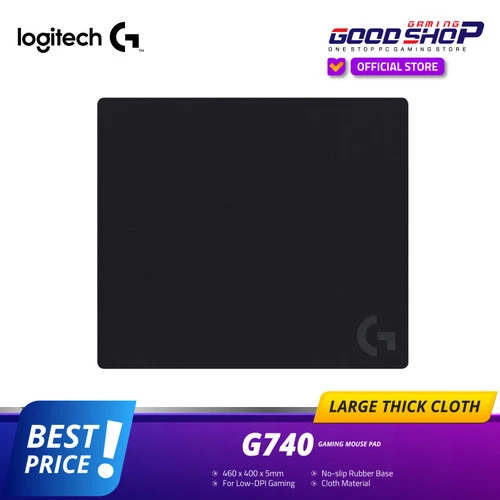 logitech G™
GAMING
GOOD SHOP
ONE STOP PC GAMING STORE
OFFICIAL STORE
G
LARGE THICK CLOTH
BEST
PRICE!
G740 GAMING MOUSE PAD
• 460 x 400 x 5mm
• No-slip Rubber Base
• For Low-DPI Gaming
• Cloth Material